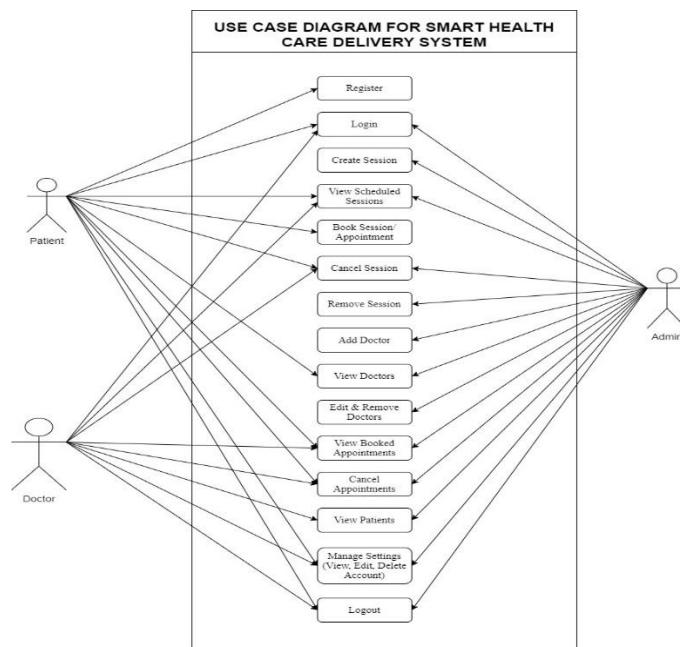 USE CASE DIAGRAM FOR SMART HEALTH
CARE DELIVERY SYSTEM
Register
Login
Create Session
View Scheduled
Sessions
Patient
Book Session/
Appointment
Cancel Session
Remove Session
Admin
Add Doctor
View Doctors
Edit & Remove
Doctors
View Booked
Appointments
Doctor
Cancel
Appointments
View Patients
Manage Settings
(View, Edit, Delete
Account)
Logout